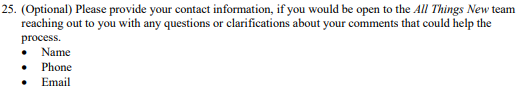 25. (Optional) Please provide your contact information, if you would be open to the All Things New team
reaching out to you with any questions or clarifications about your comments that could help the
process.
• Name
• Phone
• Email